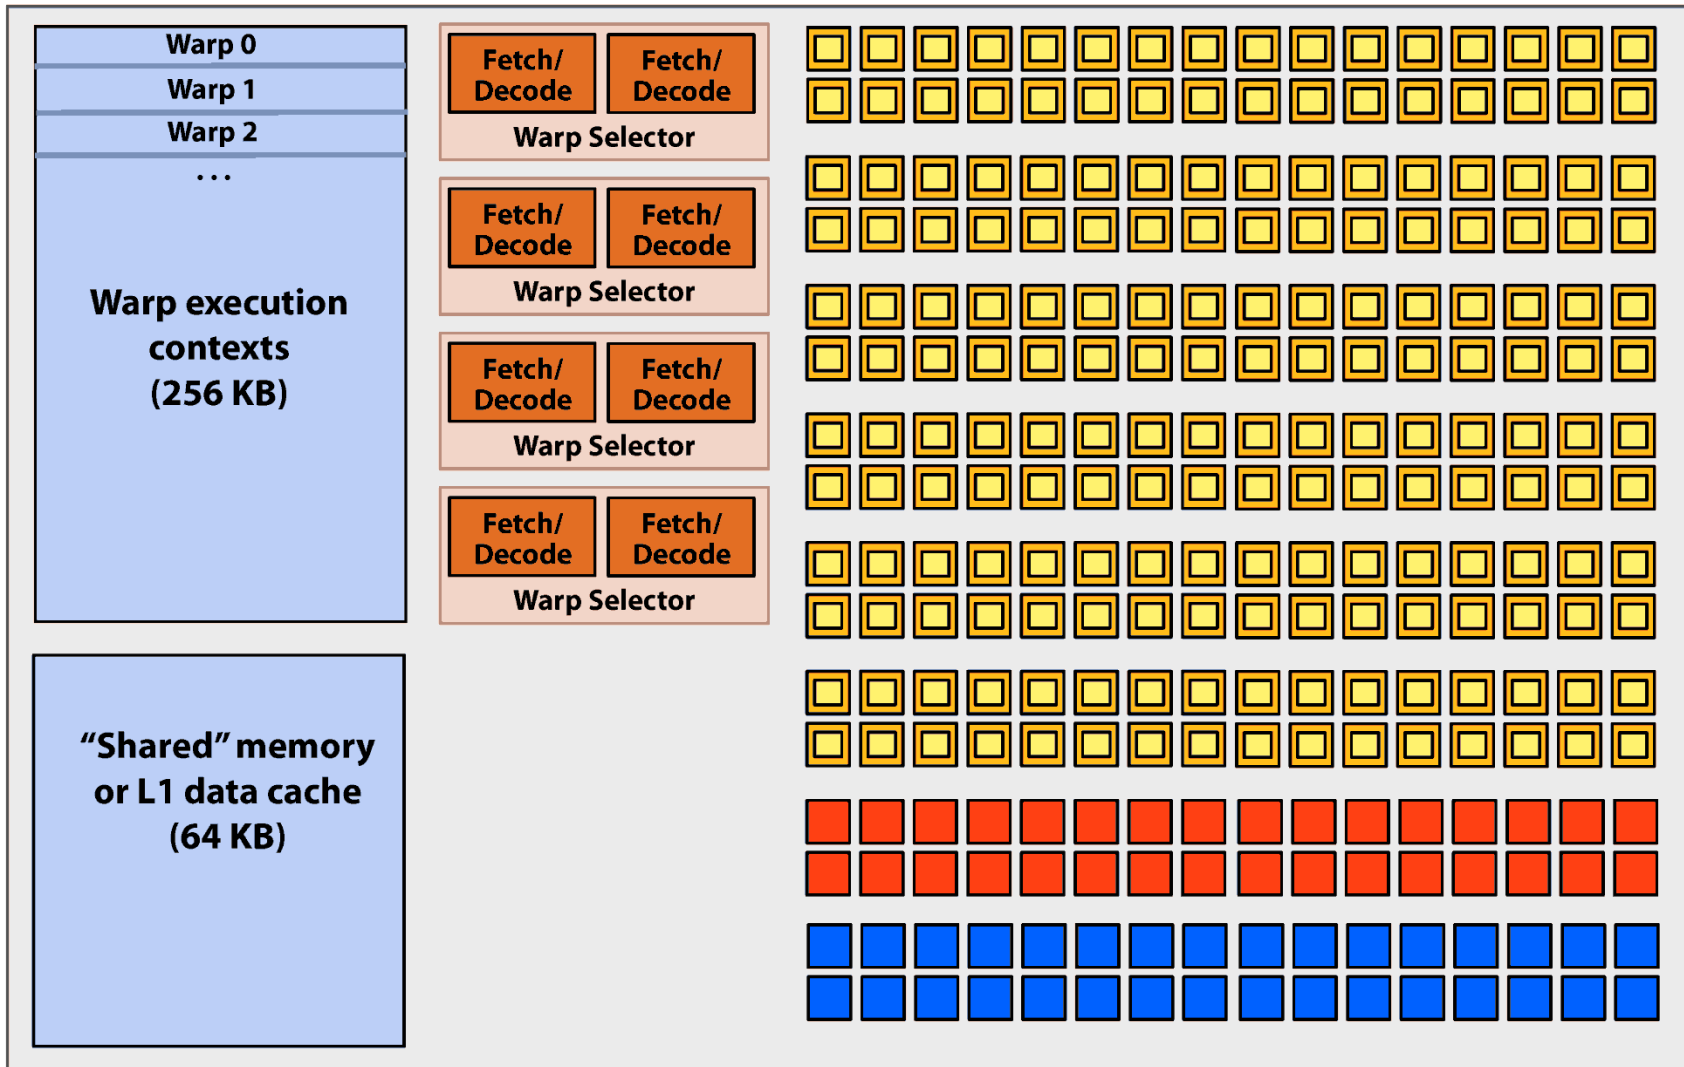 Warp 0
Warp 1
Warp 2
...
Warp execution
contexts
(256 KB)
“Shared” memory
or L1 data cache
(64 KB)
Fetch/
Decode
Fetch/
Decode
Warp Selector
Fetch/
Decode
Fetch/
Decode
Warp Selector
Fetch/
Decode
Fetch/
Decode
Warp Selector
Fetch/
Decode
Fetch/
Decode
Warp Selector